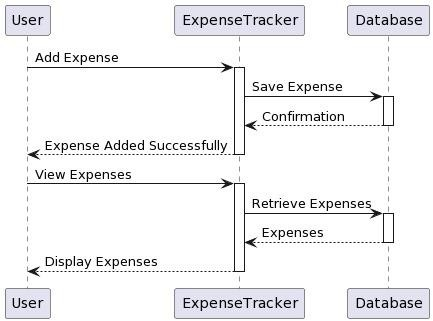 User ExpenseTracker Database
Add Expense
Save Expense
Confirmation
Expense Added Successfully
View Expenses
Retrieve Expenses
Expenses
Display Expenses
User ExpenseTracker Database